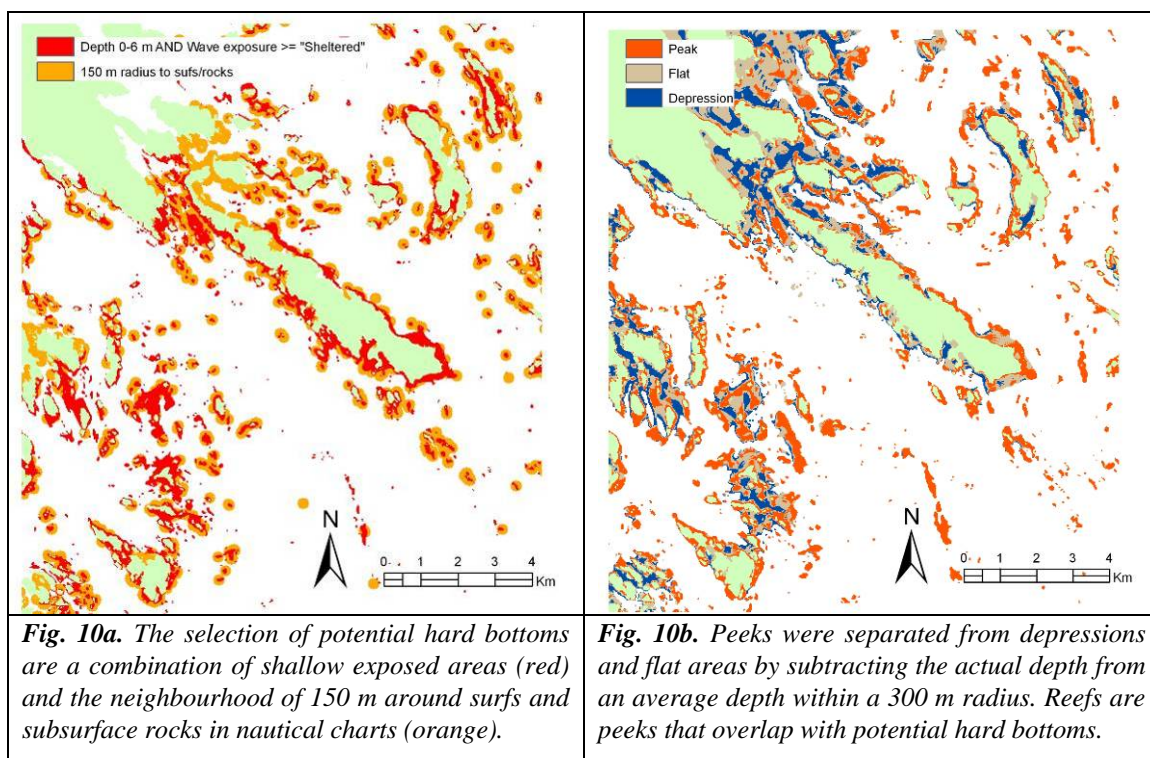 Depth 0-6 m AND Wave exposure >= "Sheltered"
150 m radius to sufs/rocks
N
0 1 2 3 4
Km
Peak
Flat
Depression
N
0 1 2 3 4
Km
Fig. 10a. The selection of potential hard bottoms
are a combination of shallow exposed areas (red)
and the neighbourhood of 150 m around surfs and
subsurface rocks in nautical charts (orange).
Fig. 10b. Peeks were separated from depressions
and flat areas by subtracting the actual depth from
an average depth within a 300 m radius. Reefs are
peeks that overlap with potential hard bottoms.